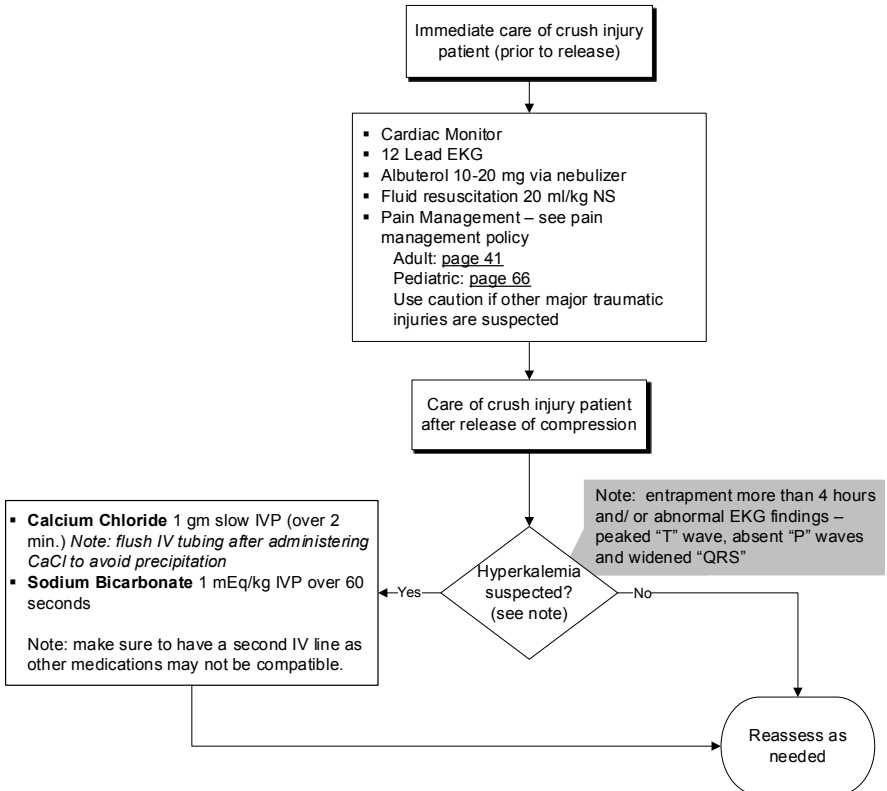 Immediate care of crush injury
patient (prior to release)
▪ Cardiac Monitor
▪ 12 Lead EKG
▪ Albuterol 10-20 mg via nebulizer
▪ Fluid resuscitation 20 ml/kg NS
▪ Pain Management – see pain
management policy
Adult: page 41
Pediatric: page 66
Use caution if other major traumatic
injuries are suspected
Care of crush injury patient
after release of compression
Note:  entrapment more than 4 hours
and/ or abnormal EKG findings –
peaked “T” wave, absent “P” waves
and widened “QRS”
Hyperkalemia
suspected?
(see note)
Yes
No
▪ Calcium Chloride 1 gm slow IVP (over 2
min.) Note: flush IV tubing after administering
CaCl to avoid precipitation
▪ Sodium Bicarbonate 1 mEq/kg IVP over 60
seconds
Note: make sure to have a second IV line as
other medications may not be compatible.
Reassess as
needed